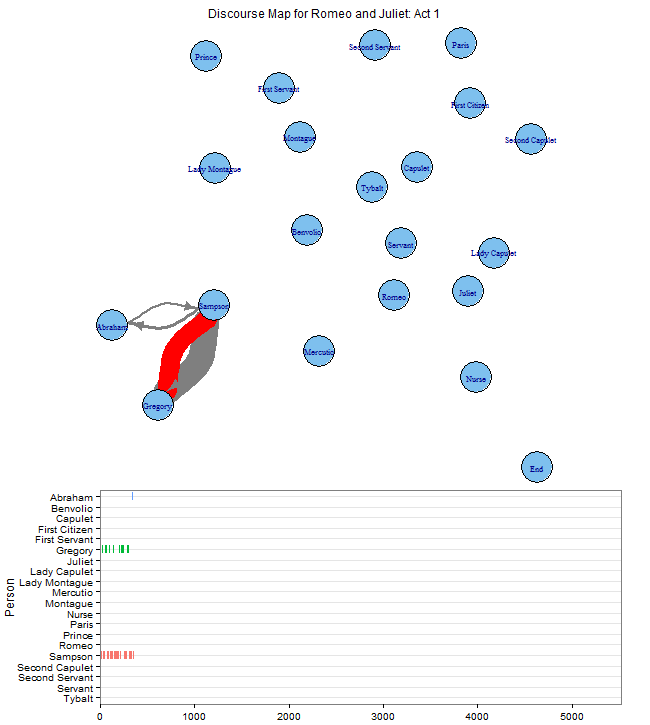 Discourse Map for Romeo and Juliet: Act 1
Second Servant
Paris
Prince
First Servant
First Citizen
Montague
Second Capulet
Lady Montague
Capulet
Tybalt
Benvolio
Servant
Lady Capulet
Romeo
Juliet
Sampson
Abraham
Mercutio
Nurse
Gregory
End
Person
Abraham
Benvolio
Capulet
First Citizen
First Servant
Gregory
Juliet
Lady Capulet
Lady Montague
Mercutio
Montague
Nurse
Paris
Prince
Romeo
Sampson
Second Capulet
Second Servant
Servant
Tybalt
0 1000 2000 3000 4000 5000